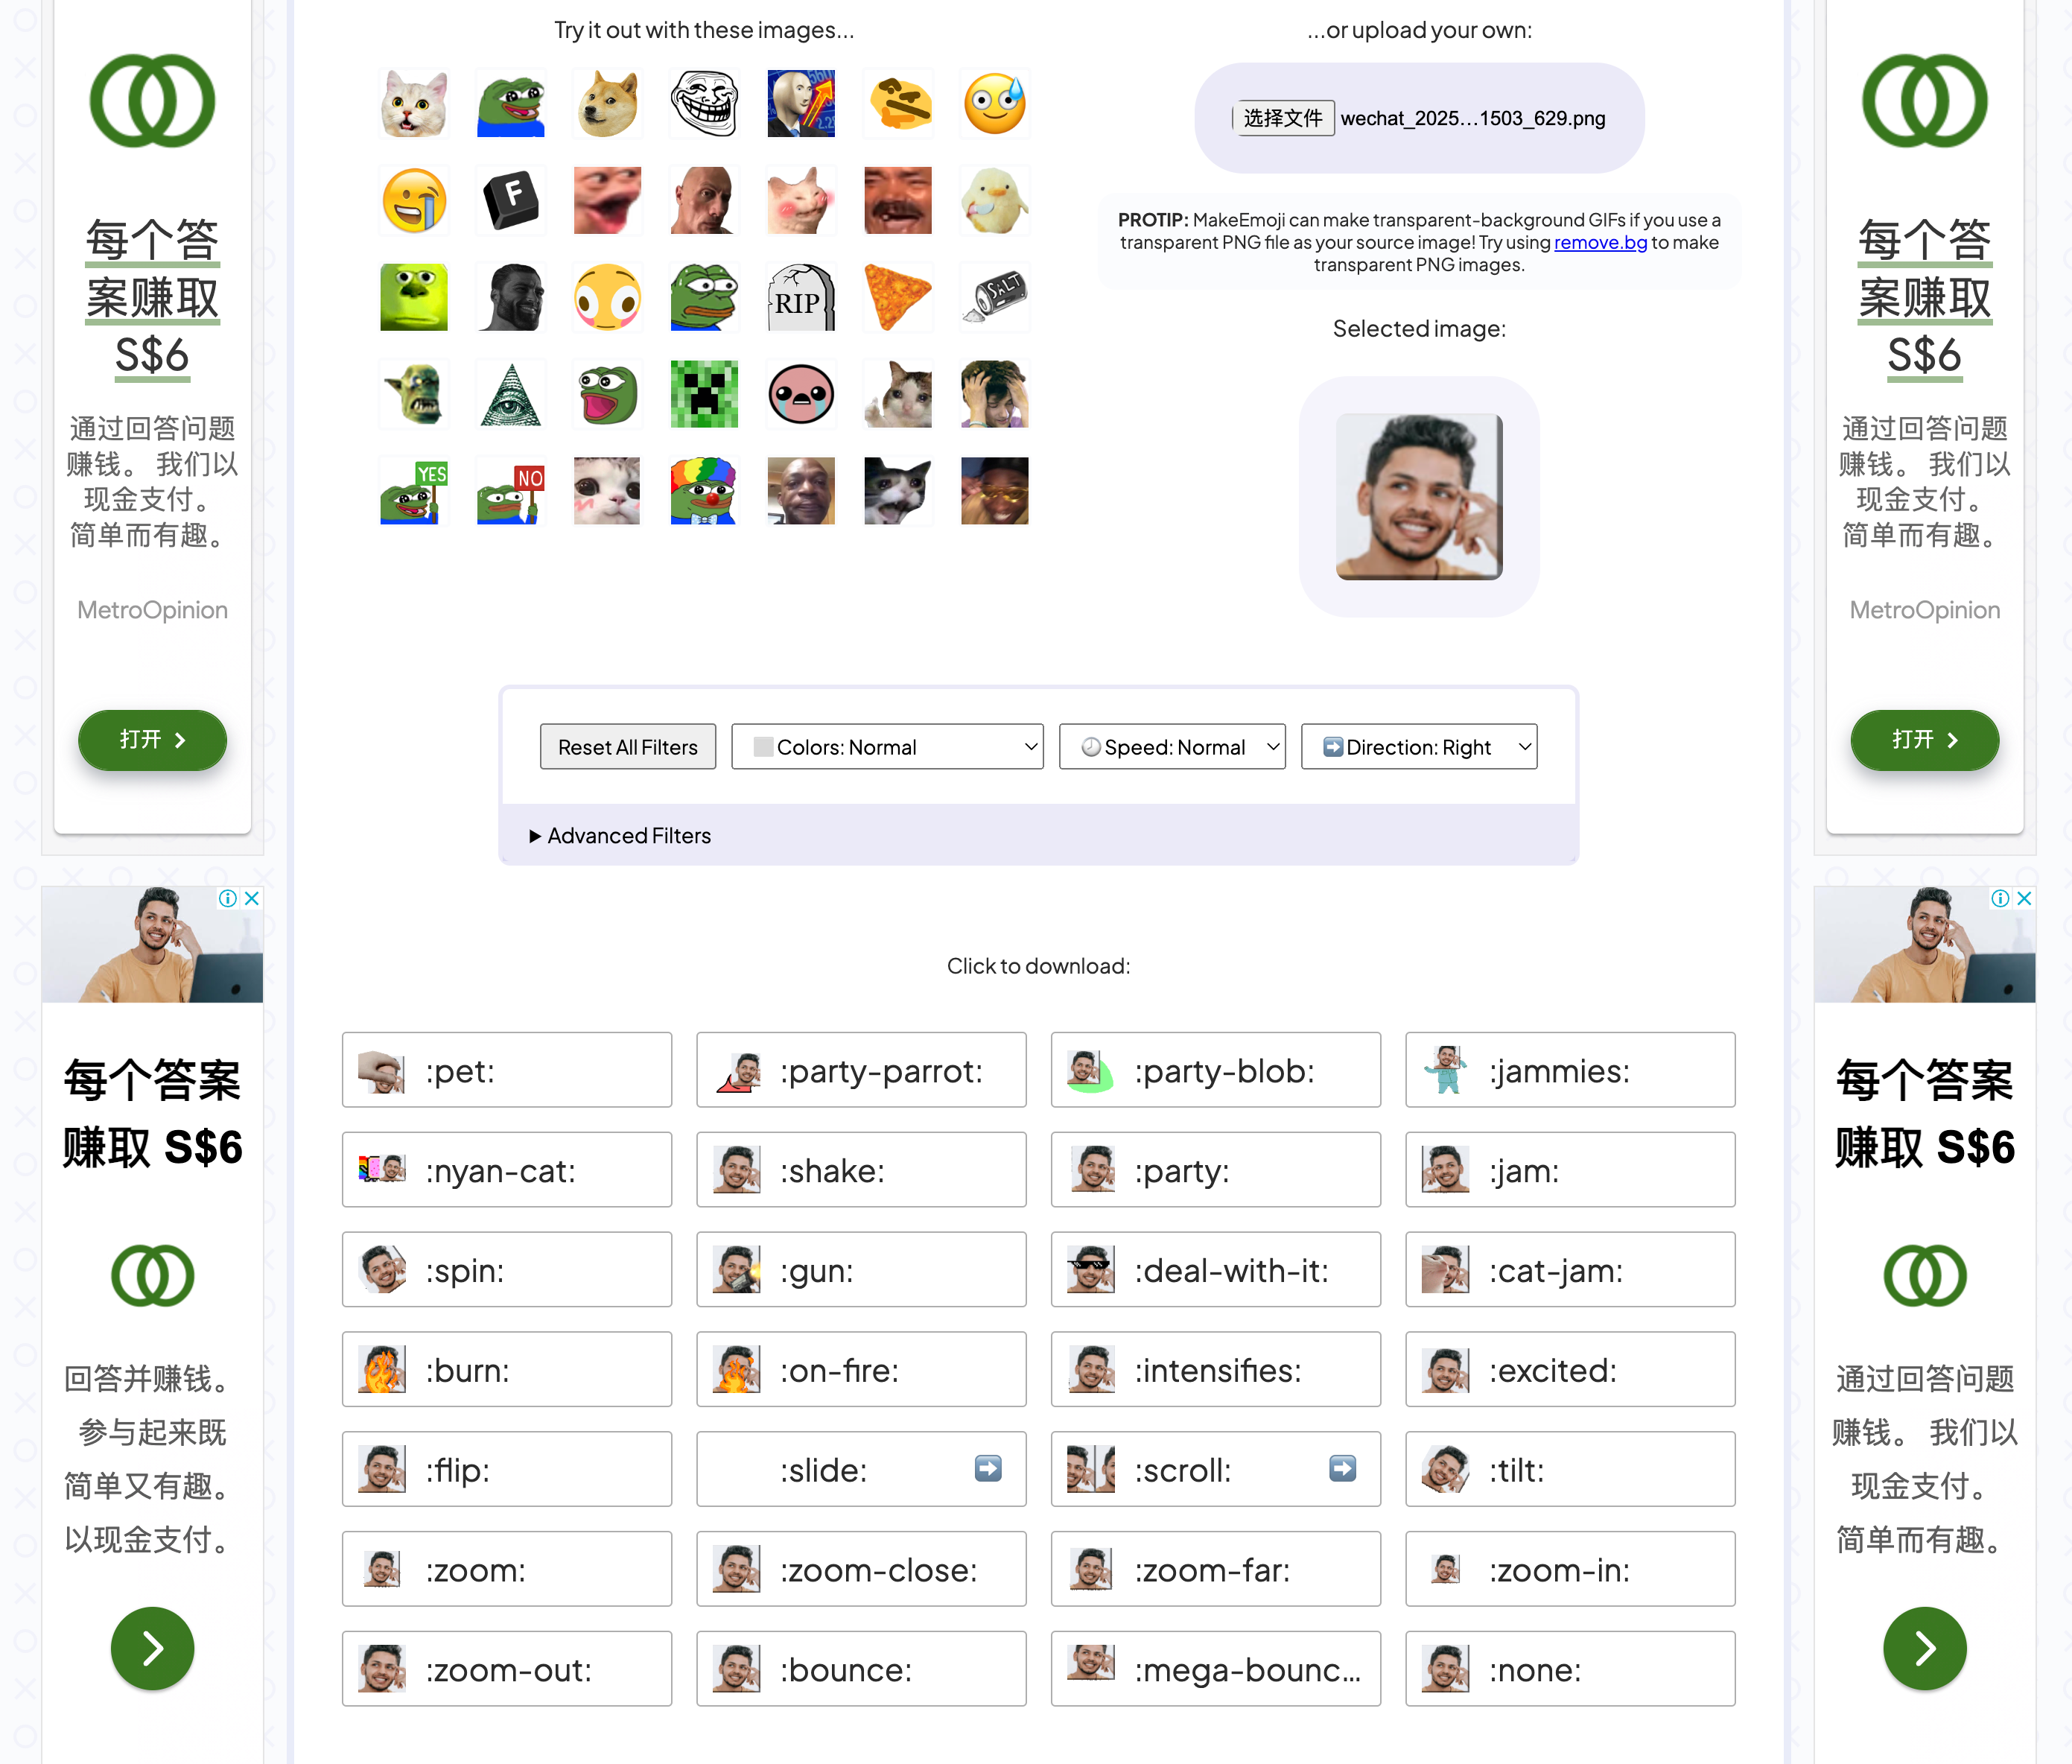 Try it out with these images...
...or upload your own:
选择文件 wechat_2025...1503_629.png
PROTIP: MakeEmoji can make transparent-background GIFs if you use a
transparent PNG file as your source image! Try using remove.bg to make
transparent PNG images.
Selected image:
F
RIP
SALT
YES
NO
Reset All Filters
Colors: Normal
Speed: Normal
Direction: Right
▶ Advanced Filters
Click to download:
:pet:
:party-parrot:
:party-blob:
:jammies:
:nyan-cat:
:shake:
:party:
:jam:
:spin:
:gun:
:deal-with-it:
:cat-jam:
:burn:
:on-fire:
:intensifies:
:excited:
:flip:
:slide:
:scroll:
:tilt:
:zoom:
:zoom-close:
:zoom-far:
:zoom-in:
:zoom-out:
:bounce:
:mega-bounc...
:none:
每个答
案赚取
S$6
通过回答问题
赚钱。 我们以
现金支付。
简单而有趣。
MetroOpinion
打开
每个答案
赚取 S$6
回答并赚钱。
参与起来既
简单又有趣。
以现金支付。
每个答
案赚取
S$6
通过回答问题
赚钱。 我们以
现金支付。
简单而有趣。
MetroOpinion
打开
每个答案
赚取 S$6
通过回答问题
赚钱。 我们以
现金支付。
简单而有趣。